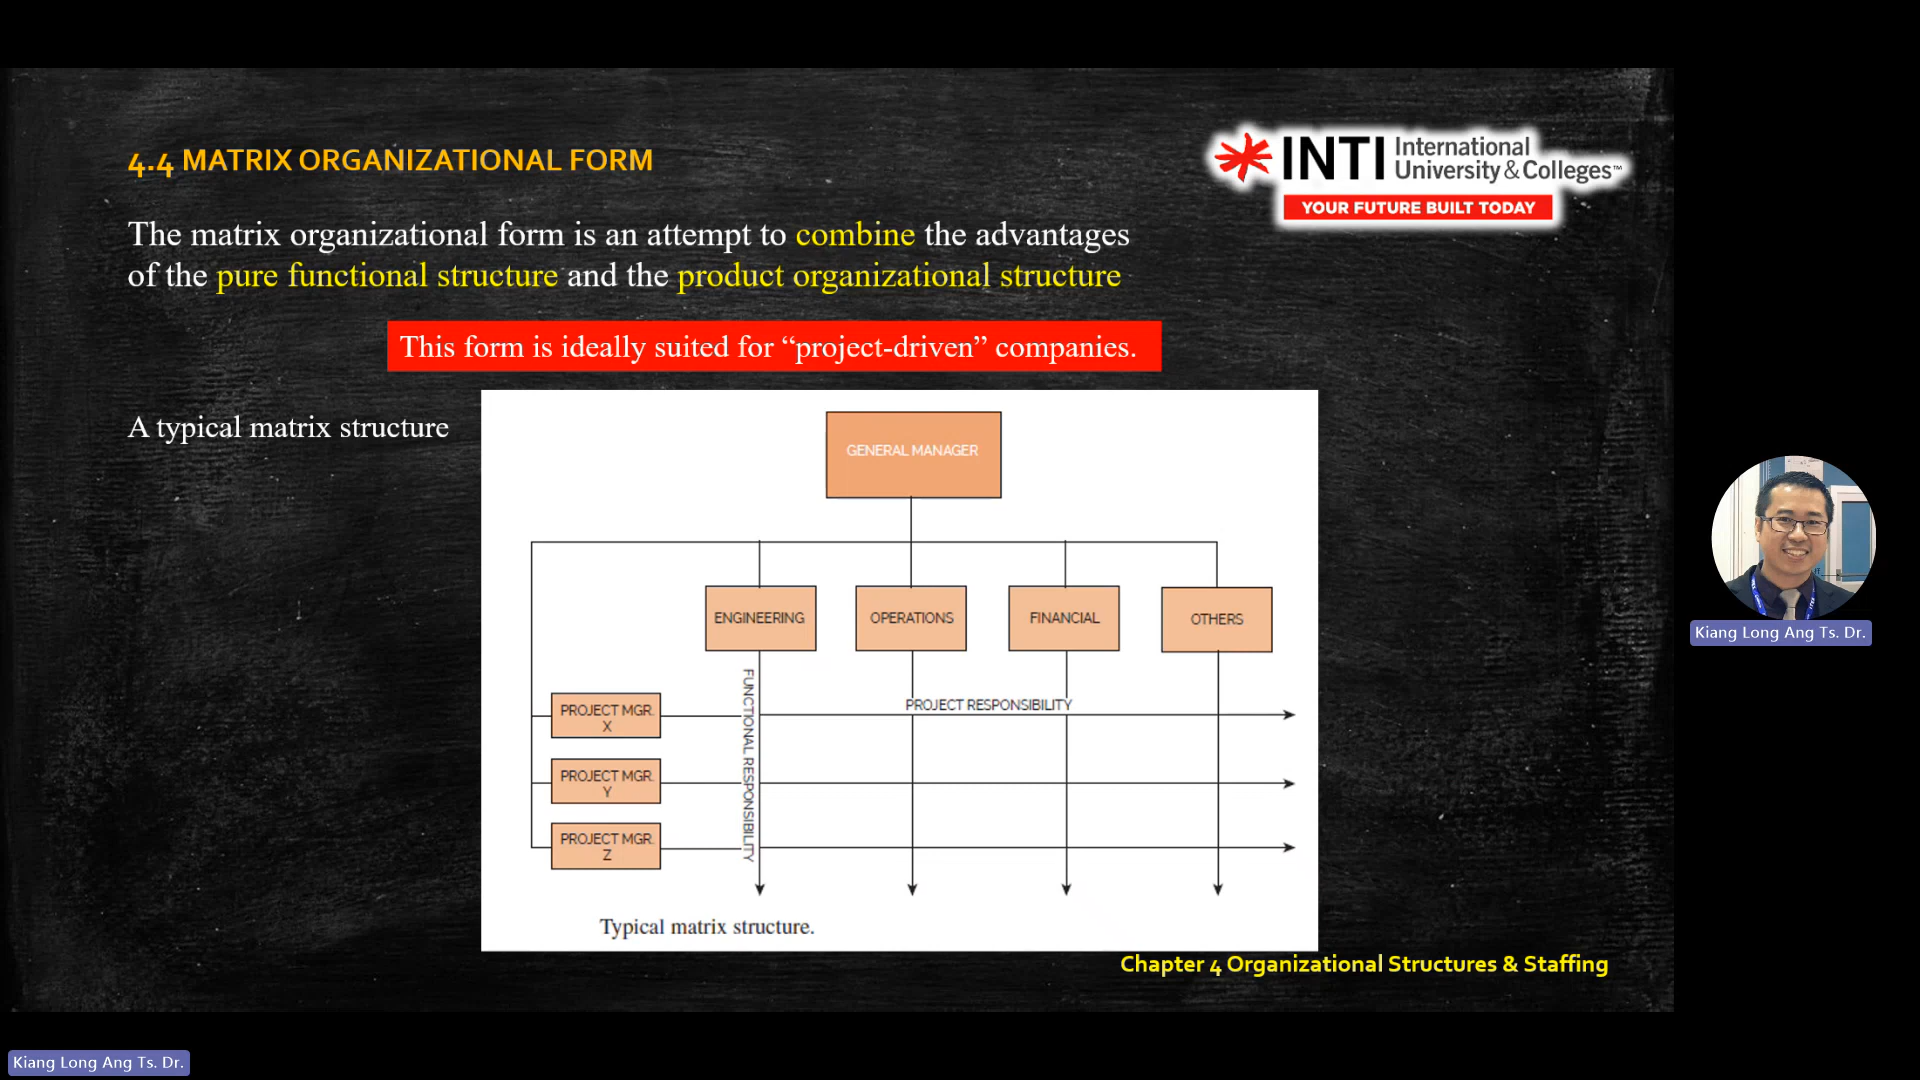 4.4 MATRIX ORGANIZATIONAL FORM
INTI International
University & Colleges™
YOUR FUTURE BUILT TODAY
The matrix organizational form is an attempt to combine the advantages
of the pure functional structure and the product organizational structure
This form is ideally suited for “project-driven” companies.
A typical matrix structure
GENERAL MANAGER
ENGINEERING
OPERATIONS
FINANCIAL
OTHERS
FUNCTIONAL RESPONSIBILITY
PROJECT RESPONSIBILITY
PROJECT MGR.
X
PROJECT MGR.
Y
PROJECT MGR.
Z
Typical matrix structure.
Chapter 4 Organizational Structures & Staffing
Kiang Long Ang Ts. Dr.
Kiang Long Ang Ts. Dr.